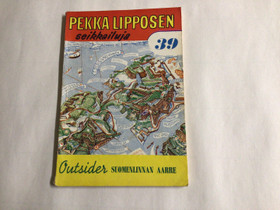 PEKKA LIPPOSEN
seikkailuja
39
Outsider SUOMENLINNAN AARRE